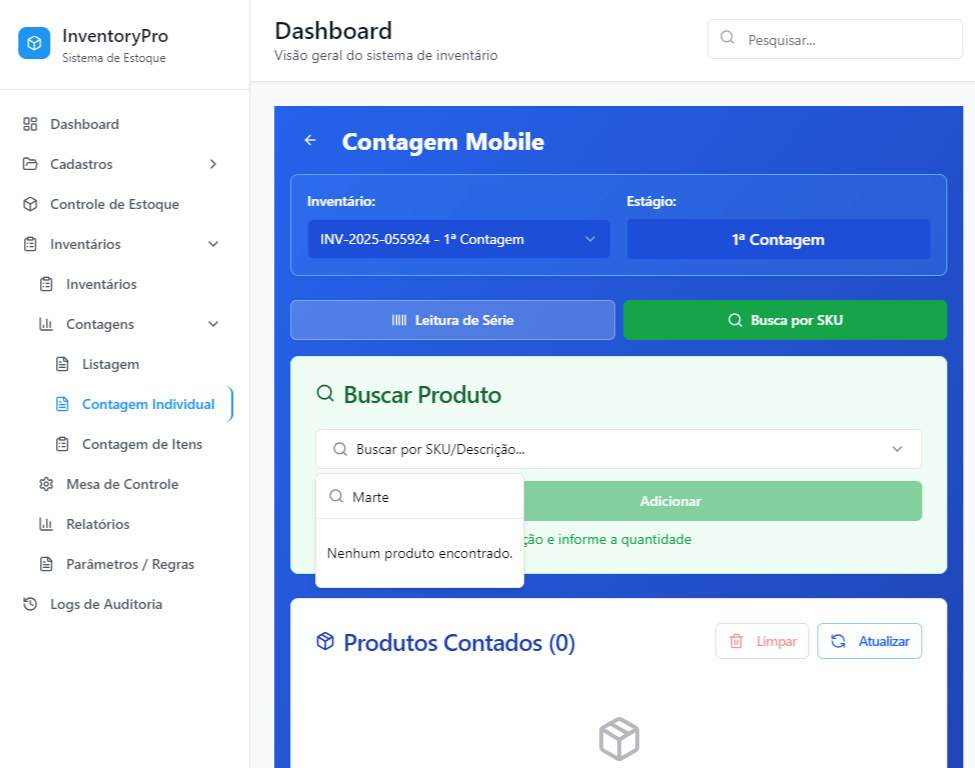 InventoryPro
Sistema de Estoque
Dashboard
Cadastros
Controle de Estoque
Inventários
Inventários
Contagens
Listagem
Contagem Individual
Contagem de Itens
Mesa de Controle
Relatórios
Parâmetros / Regras
Logs de Auditoria
Dashboard
Visão geral do sistema de inventário
Pesquisar...
Contagem Mobile
Inventário:
INV-2025-055924 - 1ª Contagem
Estágio:
1ª Contagem
Leitura de Série
Busca por SKU
Buscar Produto
Buscar por SKU/Descrição...
Marte
Nenhum produto encontrado.
Adicionar
ção e informe a quantidade
Produtos Contados (0)
Limpar
Atualizar